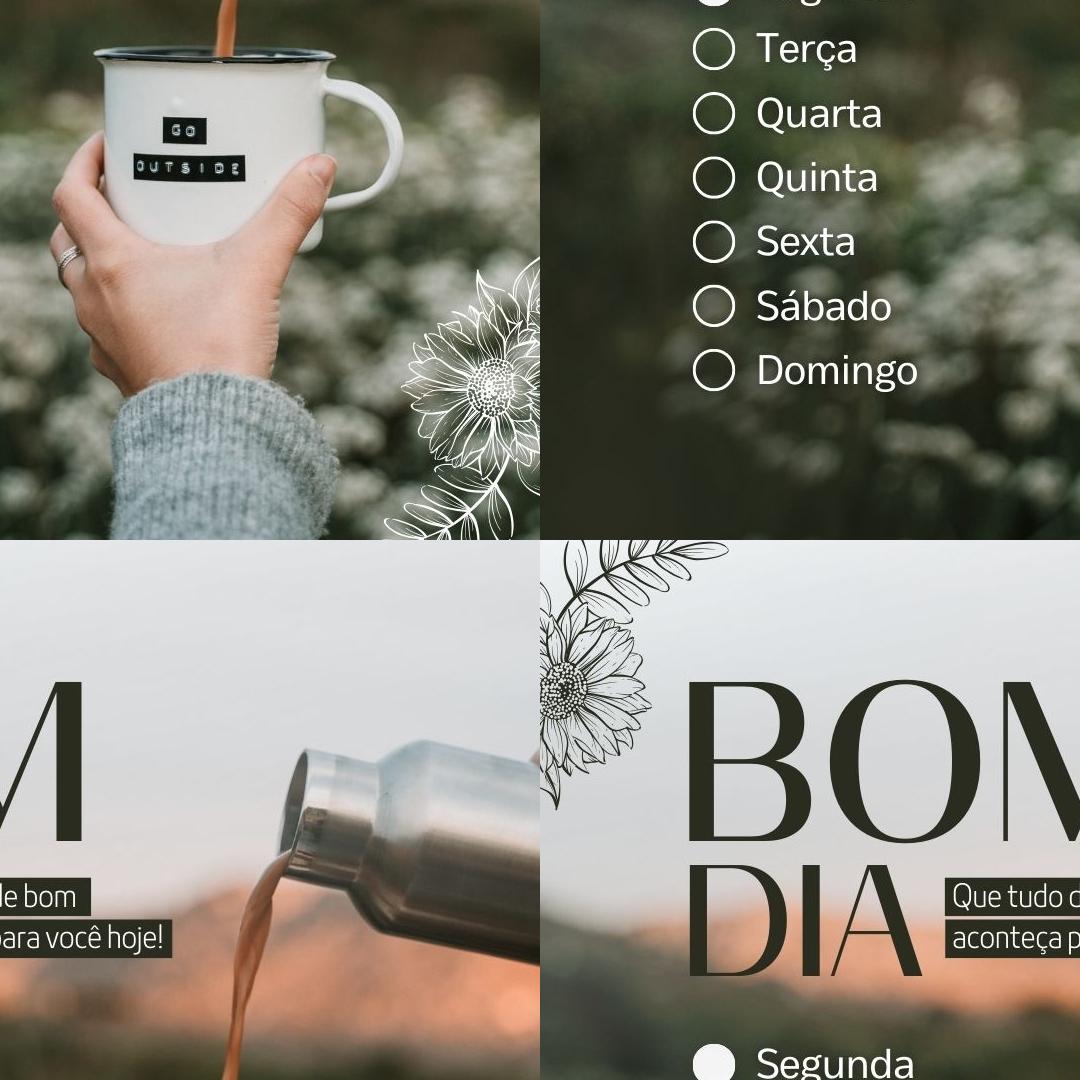 GO
OUTSIDE
Terça
Quarta
Quinta
Sexta
Sábado
Domingo
M
de bom
para você hoje!
BOM
DIA
Que tudo d
aconteça p
Segunda